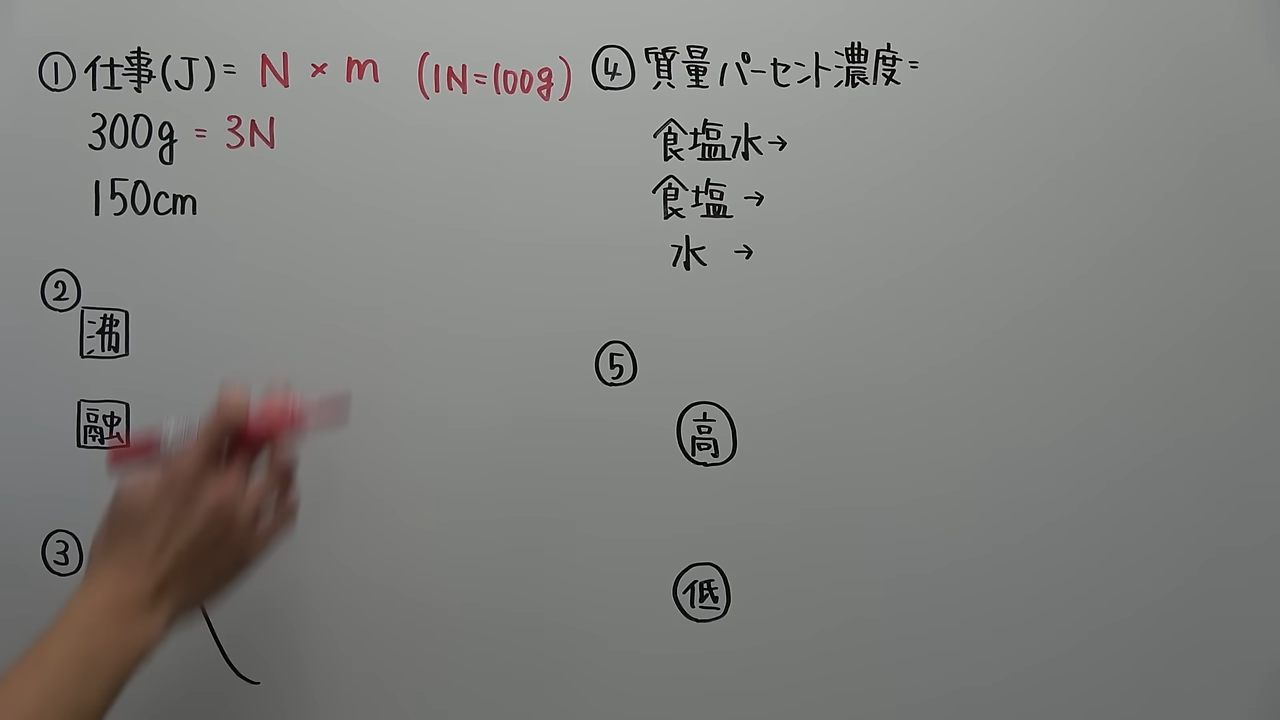 ① 仕事(J)= N × m (1N=100g)
300g = 3N
150cm
②
沸
融
③
④ 質量パーセント濃度=
食塩水→
食塩→
水→
⑤
高
低